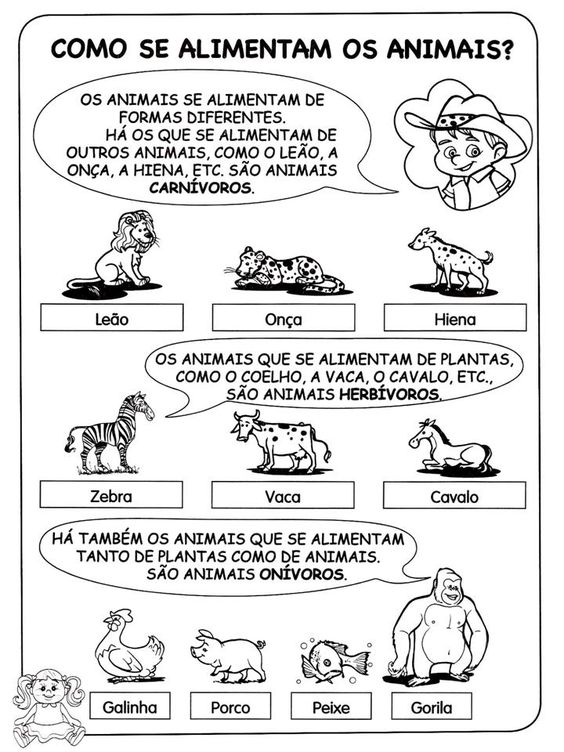 COMO SE ALIMENTAM OS ANIMAIS?
OS ANIMAIS SE ALIMENTAM DE
FORMAS DIFERENTES.
HÁ OS QUE SE ALIMENTAM DE
OUTROS ANIMAIS, COMO O LEÃO, A
ONÇA, A HIENA, ETC. SÃO ANIMAIS
CARNÍVOROS.
Leão
Onça
Hiena
OS ANIMAIS QUE SE ALIMENTAM DE PLANTAS,
COMO O COELHO, A VACA, O CAVALO, ETC.,
SÃO ANIMAIS HERBÍVOROS.
Zebra
Vaca
Cavalo
HÁ TAMBÉM OS ANIMAIS QUE SE ALIMENTAM
TANTO DE PLANTAS COMO DE ANIMAIS.
SÃO ANIMAIS ONÍVOROS.
Galinha
Porco
Peixe
Gorila